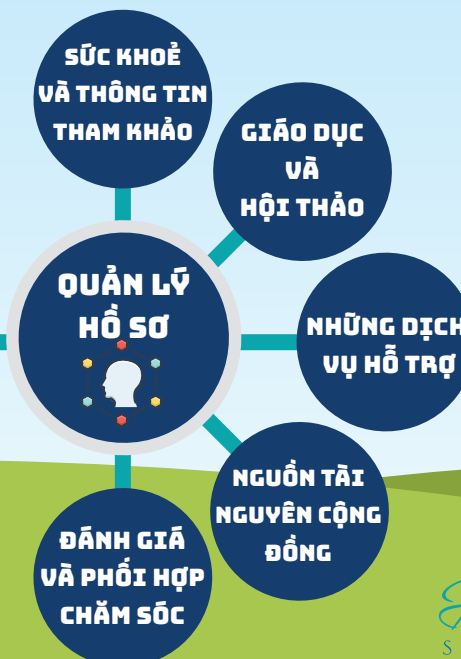 SỨC KHOẺ
VÀ THÔNG TIN
THAM KHẢO
GIÁO DỤC
VÀ
HỘI THẢO
QUẢN LÝ
HỒ SƠ
NHỮNG DỊCH
VỤ HỖ TRỢ
NGUỒN TÀI
NGUYÊN CỘNG
ĐỒNG
ĐÁNH GIÁ
VÀ PHỐI HỢP
CHĂM SÓC
S